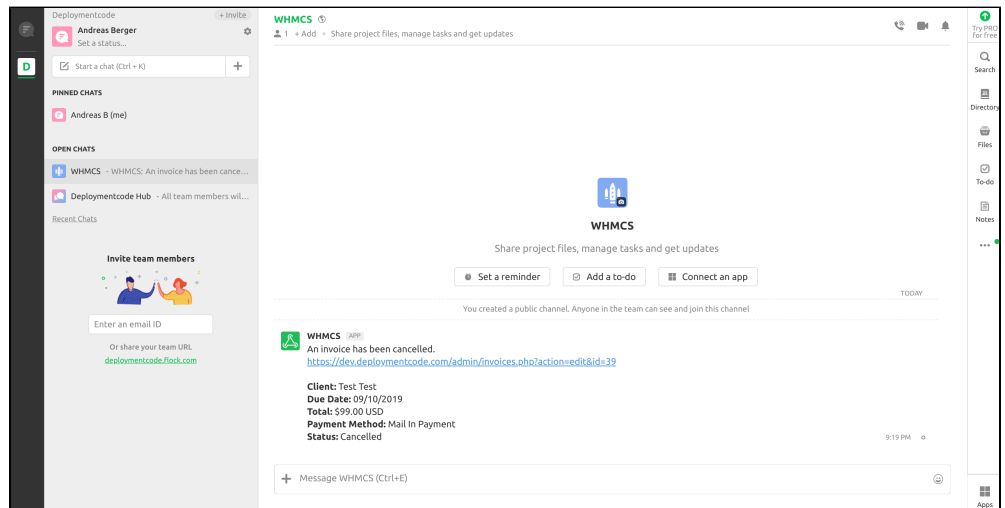 Deploymentcode
+ Invite
Andreas Berger
Set a status...
D
Start a chat (Ctrl + K)
+
PINNED CHATS
Andreas B (me)
OPEN CHATS
WHMCS - WHMCS: An invoice has been cance...
Deploymentcode Hub - All team members wil...
Recent Chats
Invite team members
Enter an email ID
Or share your team URL
deploymentcode.flock.com
WHMCS
1 + Add Share project files, manage tasks and get updates
WHMCS
Share project files, manage tasks and get updates
Set a reminder
Add a to-do
Connect an app
TODAY
You created a public channel. Anyone in the team can see and join this channel
WHMCS APP
An invoice has been cancelled.
https://dev.deploymentcode.com/admin/invoices.php?action=edit&id=39
Client: Test Test
Due Date: 09/10/2019
Total: $99.00 USD
Payment Method: Mail In Payment
Status: Cancelled
9:19 PM
+ Message WHMCS (Ctrl+E)
Try PRO
for free
Search
Directory
Files
To-do
Notes
Apps